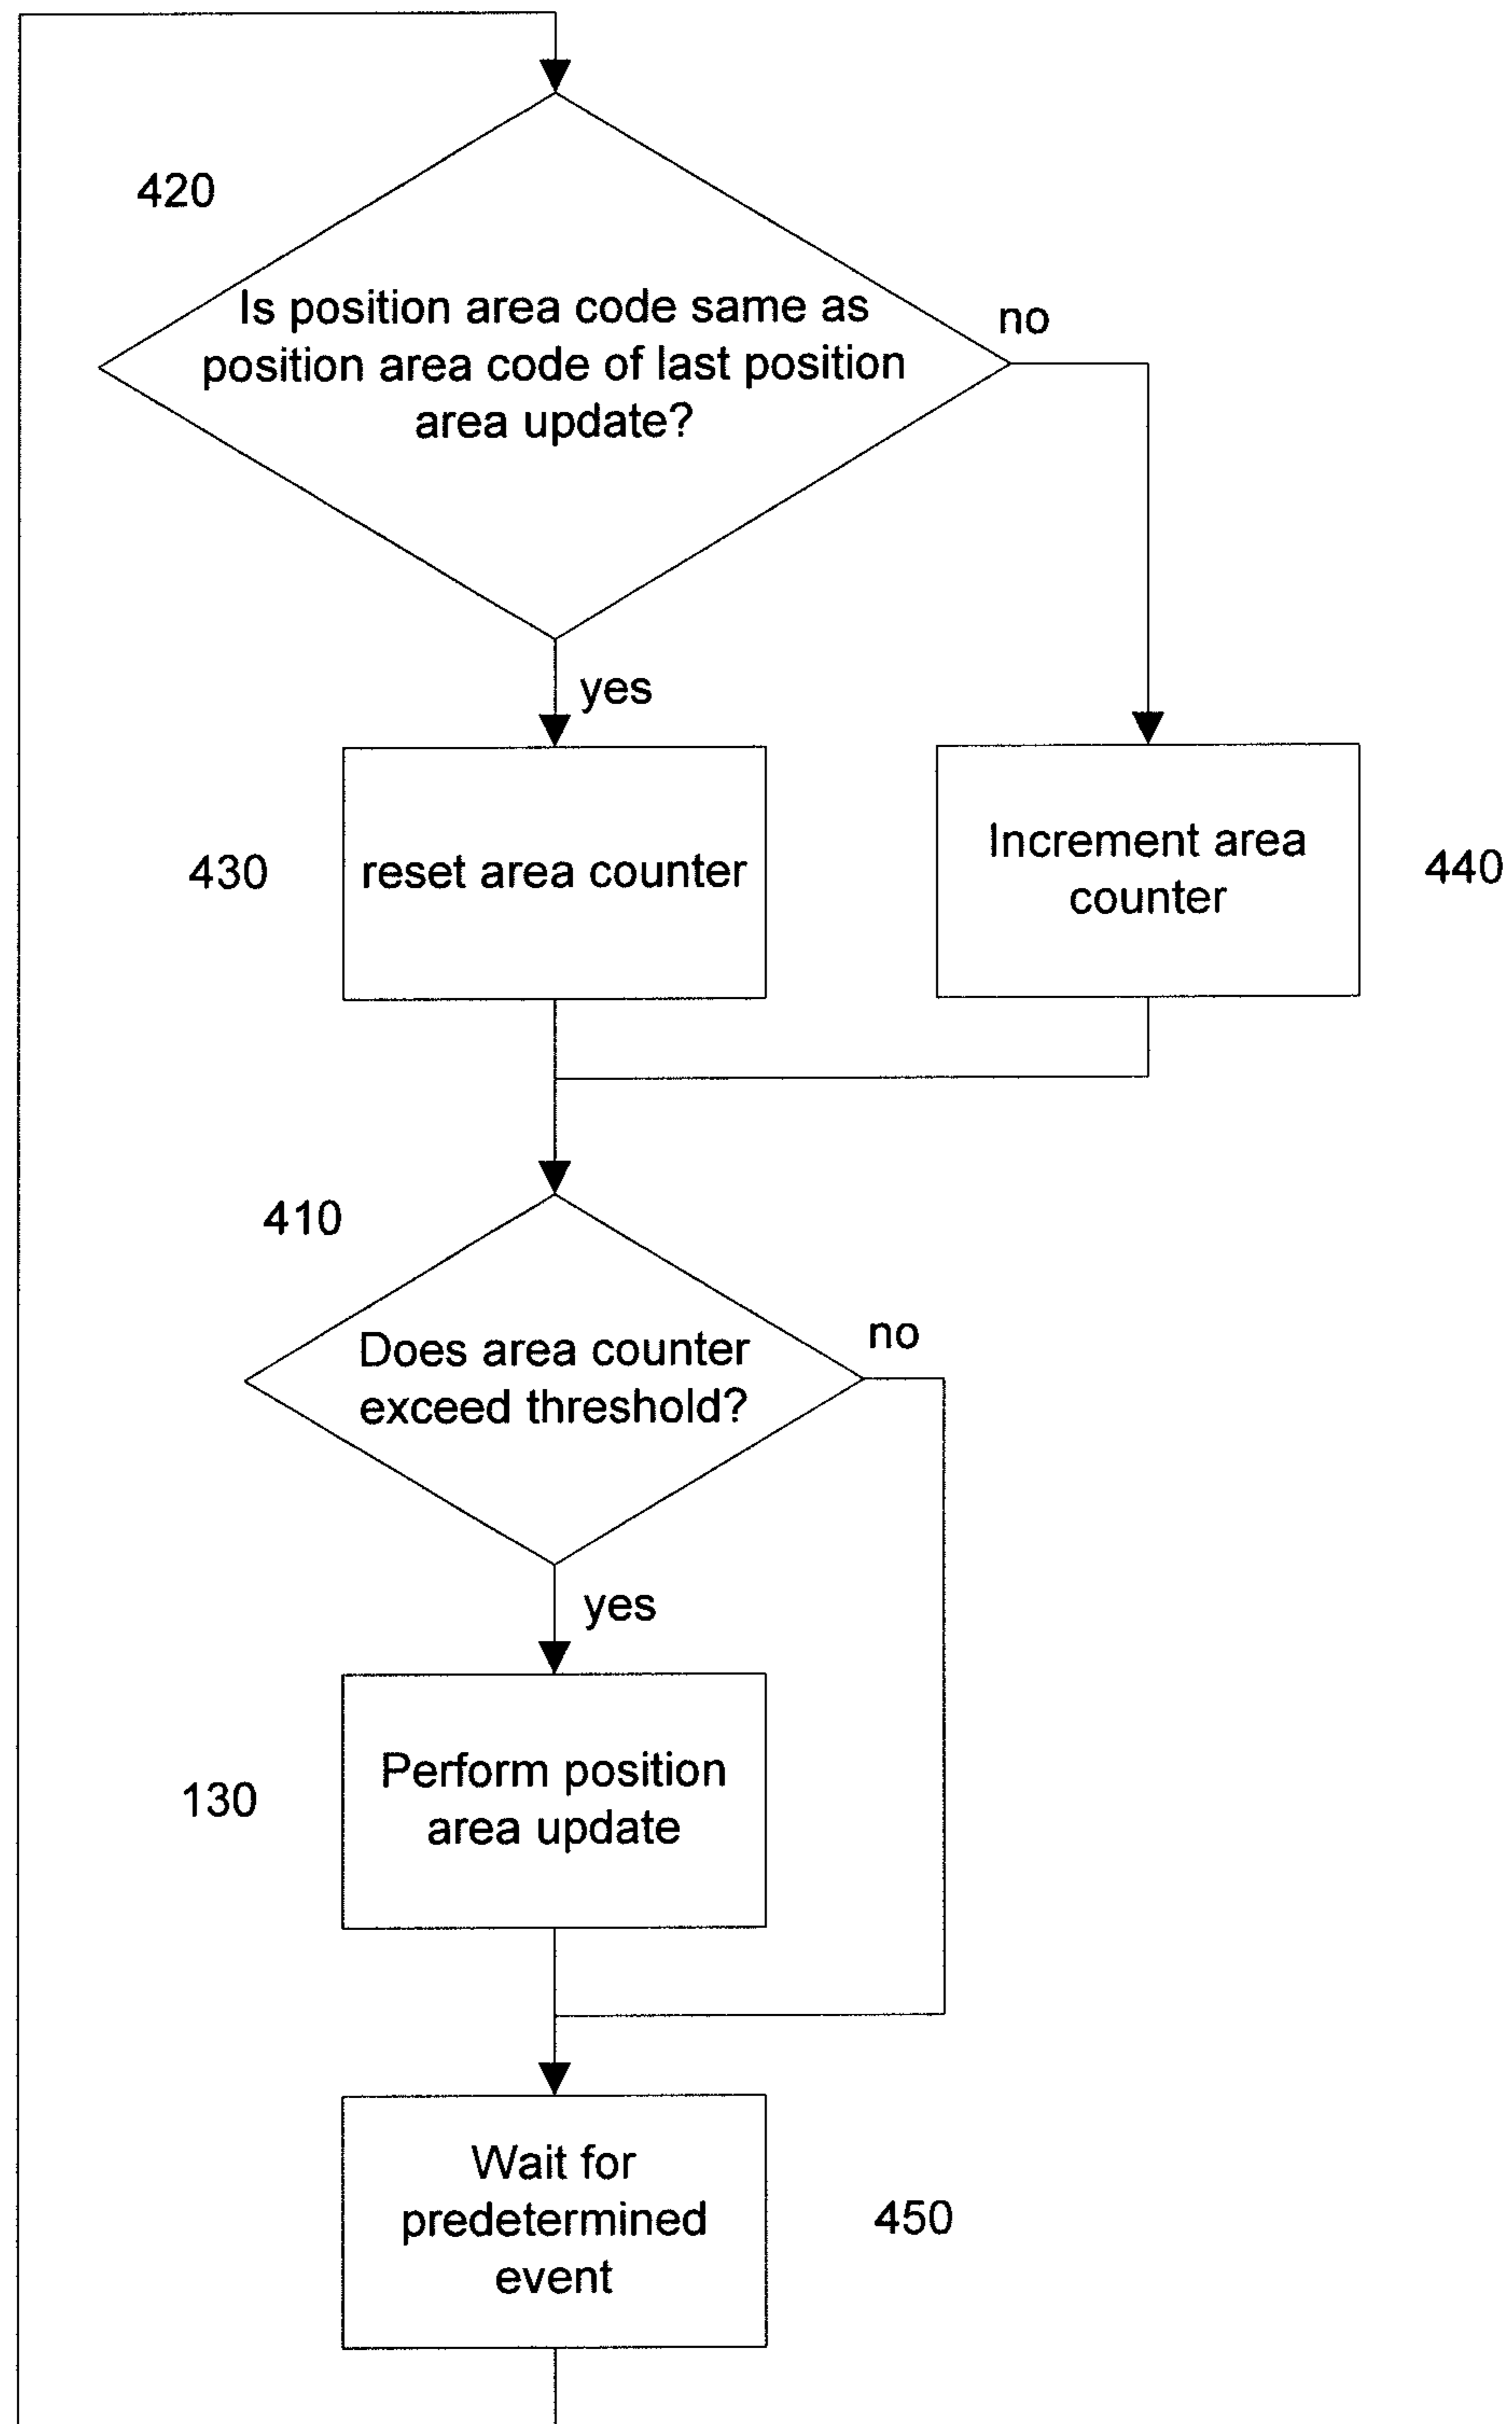 420
Is position area code same as
position area code of last position
area update?
no
yes
430
reset area counter
Increment area
counter
440
410
Does area counter
exceed threshold?
no
yes
130
Perform position
area update
Wait for
predetermined
event
450